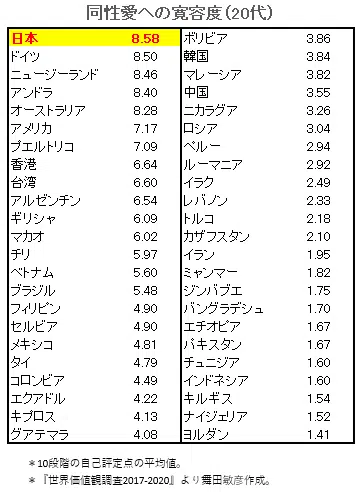 同性愛への寛容度(20代)
日本 8.58
ドイツ 8.50
ニュージーランド 8.46
アンドラ 8.40
オーストラリア 8.28
アメリカ 7.17
プエルトリコ 7.09
香港 6.64
台湾 6.60
アルゼンチン 6.54
ギリシャ 6.09
マカオ 6.02
チリ 5.97
ベトナム 5.60
ブラジル 5.48
フィリピン 4.90
セルビア 4.90
メキシコ 4.81
タイ 4.79
コロンビア 4.49
エクアドル 4.22
キプロス 4.13
グアテマラ 4.08
ボリビア 3.86
韓国 3.84
マレーシア 3.82
中国 3.55
ニカラグア 3.26
ロシア 3.04
ペルー 2.94
ルーマニア 2.92
イラク 2.49
レバノン 2.33
トルコ 2.18
カザフスタン 2.10
イラン 1.95
ミャンマー 1.82
ジンバブエ 1.75
バングラデシュ 1.70
エチオピア 1.67
パキスタン 1.67
チュニジア 1.60
インドネシア 1.60
キルギス 1.54
ナイジェリア 1.52
ヨルダン 1.41
*10段階の自己評定点の平均値。
*『世界価値観調査2017-2020』より舞田敏彦作成。